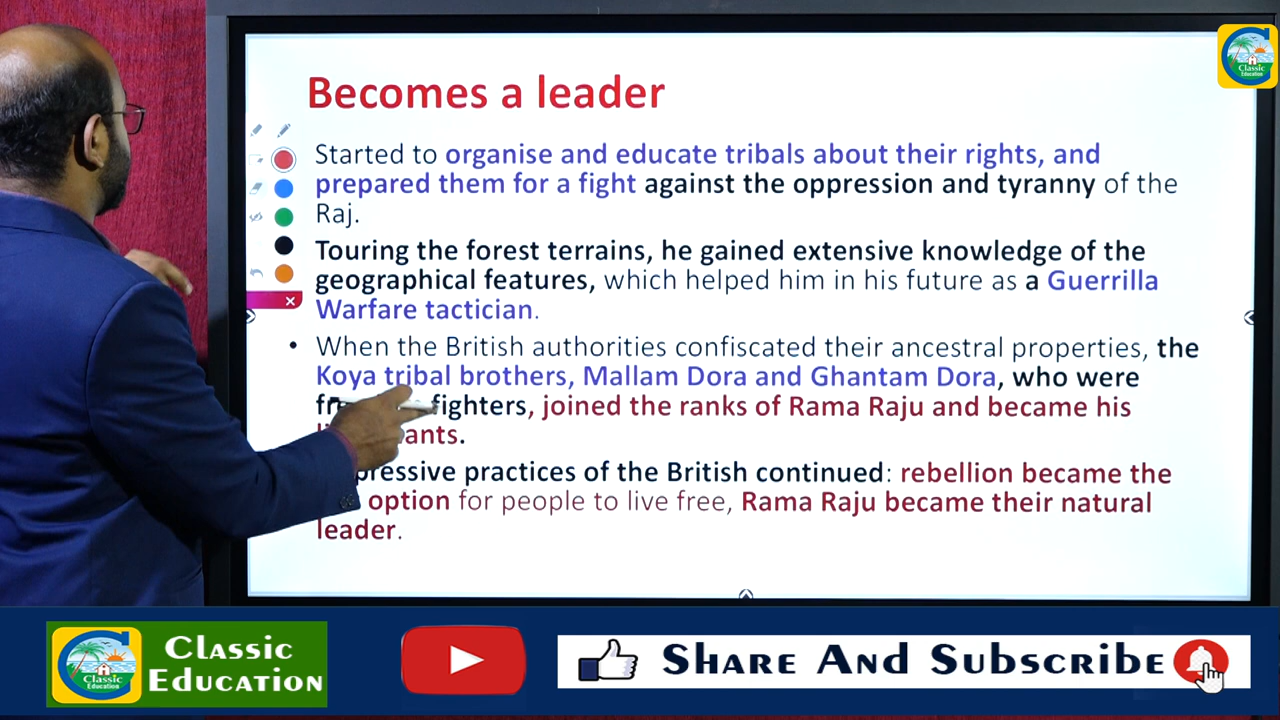 Becomes a leader
Started to organise and educate tribals about their rights, and
prepared them for a fight against the oppression and tyranny of the
Raj.
Touring the forest terrains, he gained extensive knowledge of the
geographical features, which helped him in his future as a Guerrilla
Warfare tactician.
• When the British authorities confiscated their ancestral properties, the
Koya tribal brothers, Mallam Dora and Ghantam Dora, who were
fighters, joined the ranks of Rama Raju and became his
.
practices of the British continued: rebellion became the
option for people to live free, Rama Raju became their natural
leader.
Classic
Education
Classic
Education
Classic
Education
Share And Subscribe